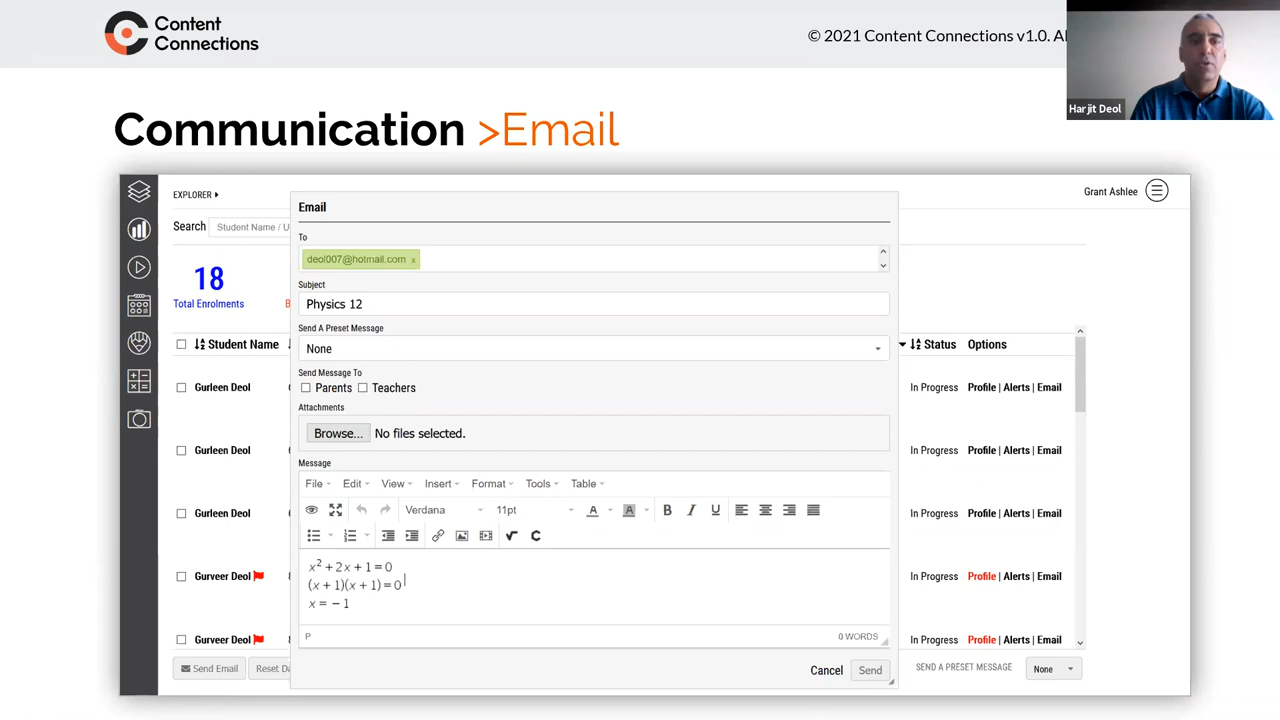 Content
Connections
© 2021 Content Connections v1.0.
Harjit Deol
Communication >Email
EXPLORER
Grant Ashlee
Search Student Name / U
18
Total Enrolments
Student Name
Status Options
Gurleen Deol In Progress Profile | Alerts | Email
Gurleen Deol In Progress Profile | Alerts | Email
Gurleen Deol In Progress Profile | Alerts | Email
Gurveer Deol In Progress Profile | Alerts | Email
Gurveer Deol In Progress Profile | Alerts | Email
Send Email Reset
SEND A PRESET MESSAGE None
Email
To
deol007@hotmail.com x
Subject
Physics 12
Send A Preset Message
None
Send Message To
Parents Teachers
Attachments
Browse... No files selected.
Message
File Edit View Insert Format Tools Table
Verdana 11pt A A B I U
x² + 2x + 1 = 0
(x + 1)(x + 1) = 0
x = − 1
P 0 WORDS
Cancel Send